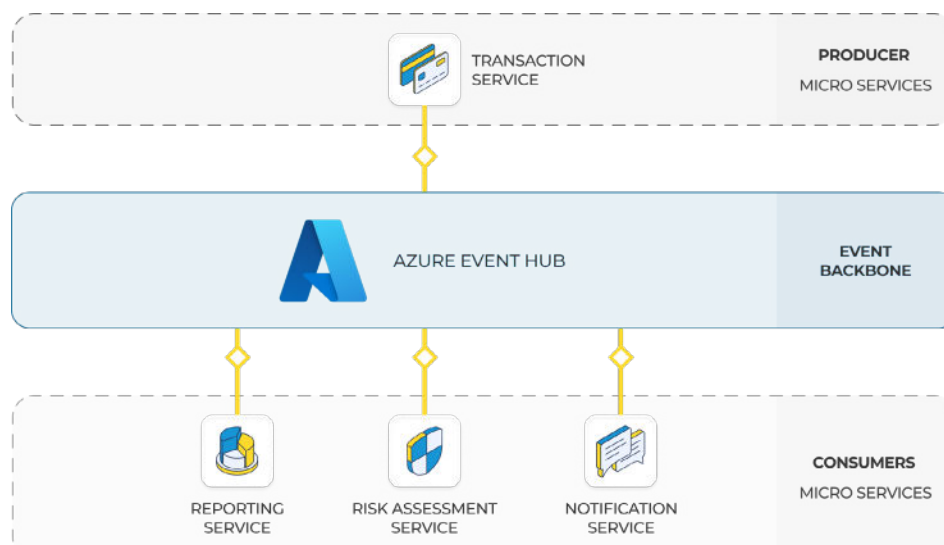 TRANSACTION
SERVICE
PRODUCER
MICRO SERVICES
AZURE EVENT HUB
EVENT
BACKBONE
REPORTING
SERVICE
RISK ASSESSMENT
SERVICE
NOTIFICATION
SERVICE
CONSUMERS
MICRO SERVICES